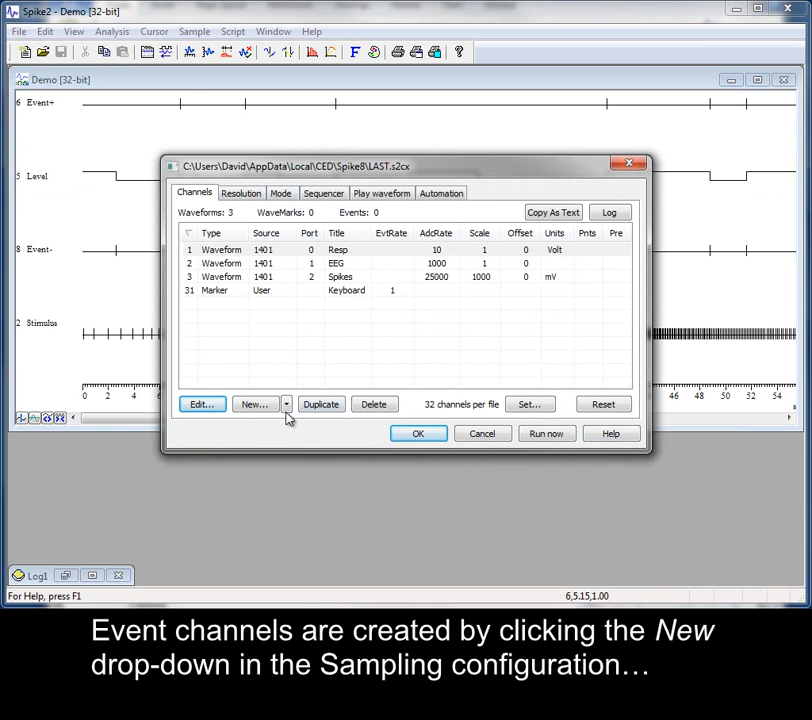 Spike2 - Demo [32-bit]
File Edit View Analysis Cursor Sample Script Window Help
Demo [32-bit]
6 Event+
5 Level
8 Event-
2 Stimulus
0 2 4 6 8 46 48 50 52 54
C:\Users\David\AppData\Local\CED\Spike8\LAST.s2cx
Channels Resolution Mode Sequencer Play waveform Automation
Waveforms: 3 WaveMarks: 0 Events: 0 Copy As Text Log
Type Source Port Title EvtRate AdcRate Scale Offset Units Pnts Pre
1 Waveform 1401 0 Resp 10 1 0 Volt
2 Waveform 1401 1 EEG 1000 1 0
3 Waveform 1401 2 Spikes 25000 1000 0 mV
31 Marker User Keyboard 1
Edit... New... Duplicate Delete 32 channels per file Set... Reset
OK Cancel Run now Help
Log1
For Help, press F1 6,5.15,1.00
Event channels are created by clicking the New
drop-down in the Sampling configuration…